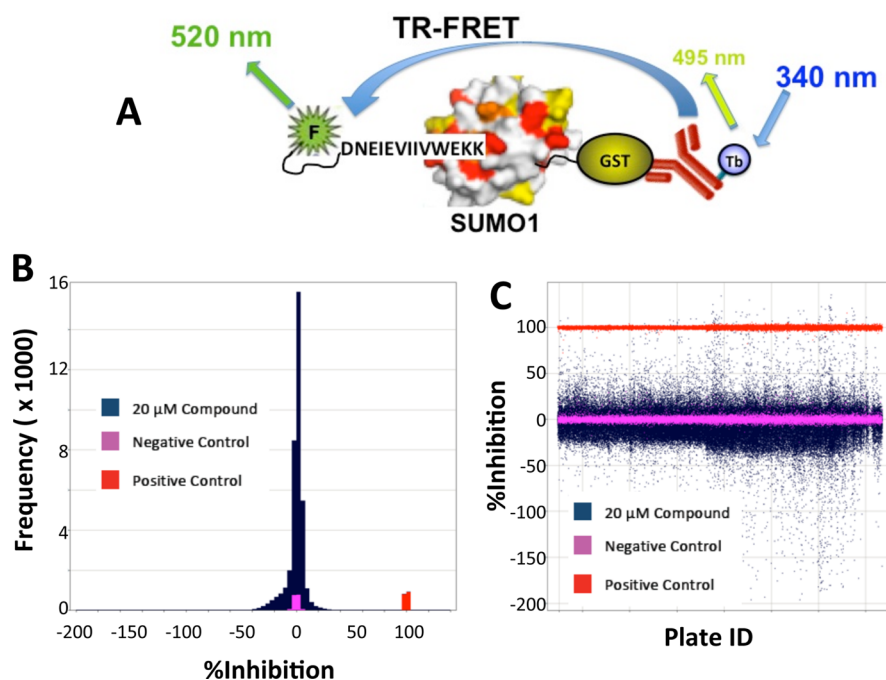 A
TR-FRET
520 nm
495 nm
340 nm
F
DNEIEVIIVWEKK
GST
Tb
SUMO1
B
16
12
8
4
0
Frequency ( x 1000)
20 µM Compound
Negative Control
Positive Control
-200 -150 -100 -50 0 50 100
%Inhibition
C
100
50
0
-50
-100
-150
-200
%Inhibition
20 µM Compound
Negative Control
Positive Control
Plate ID